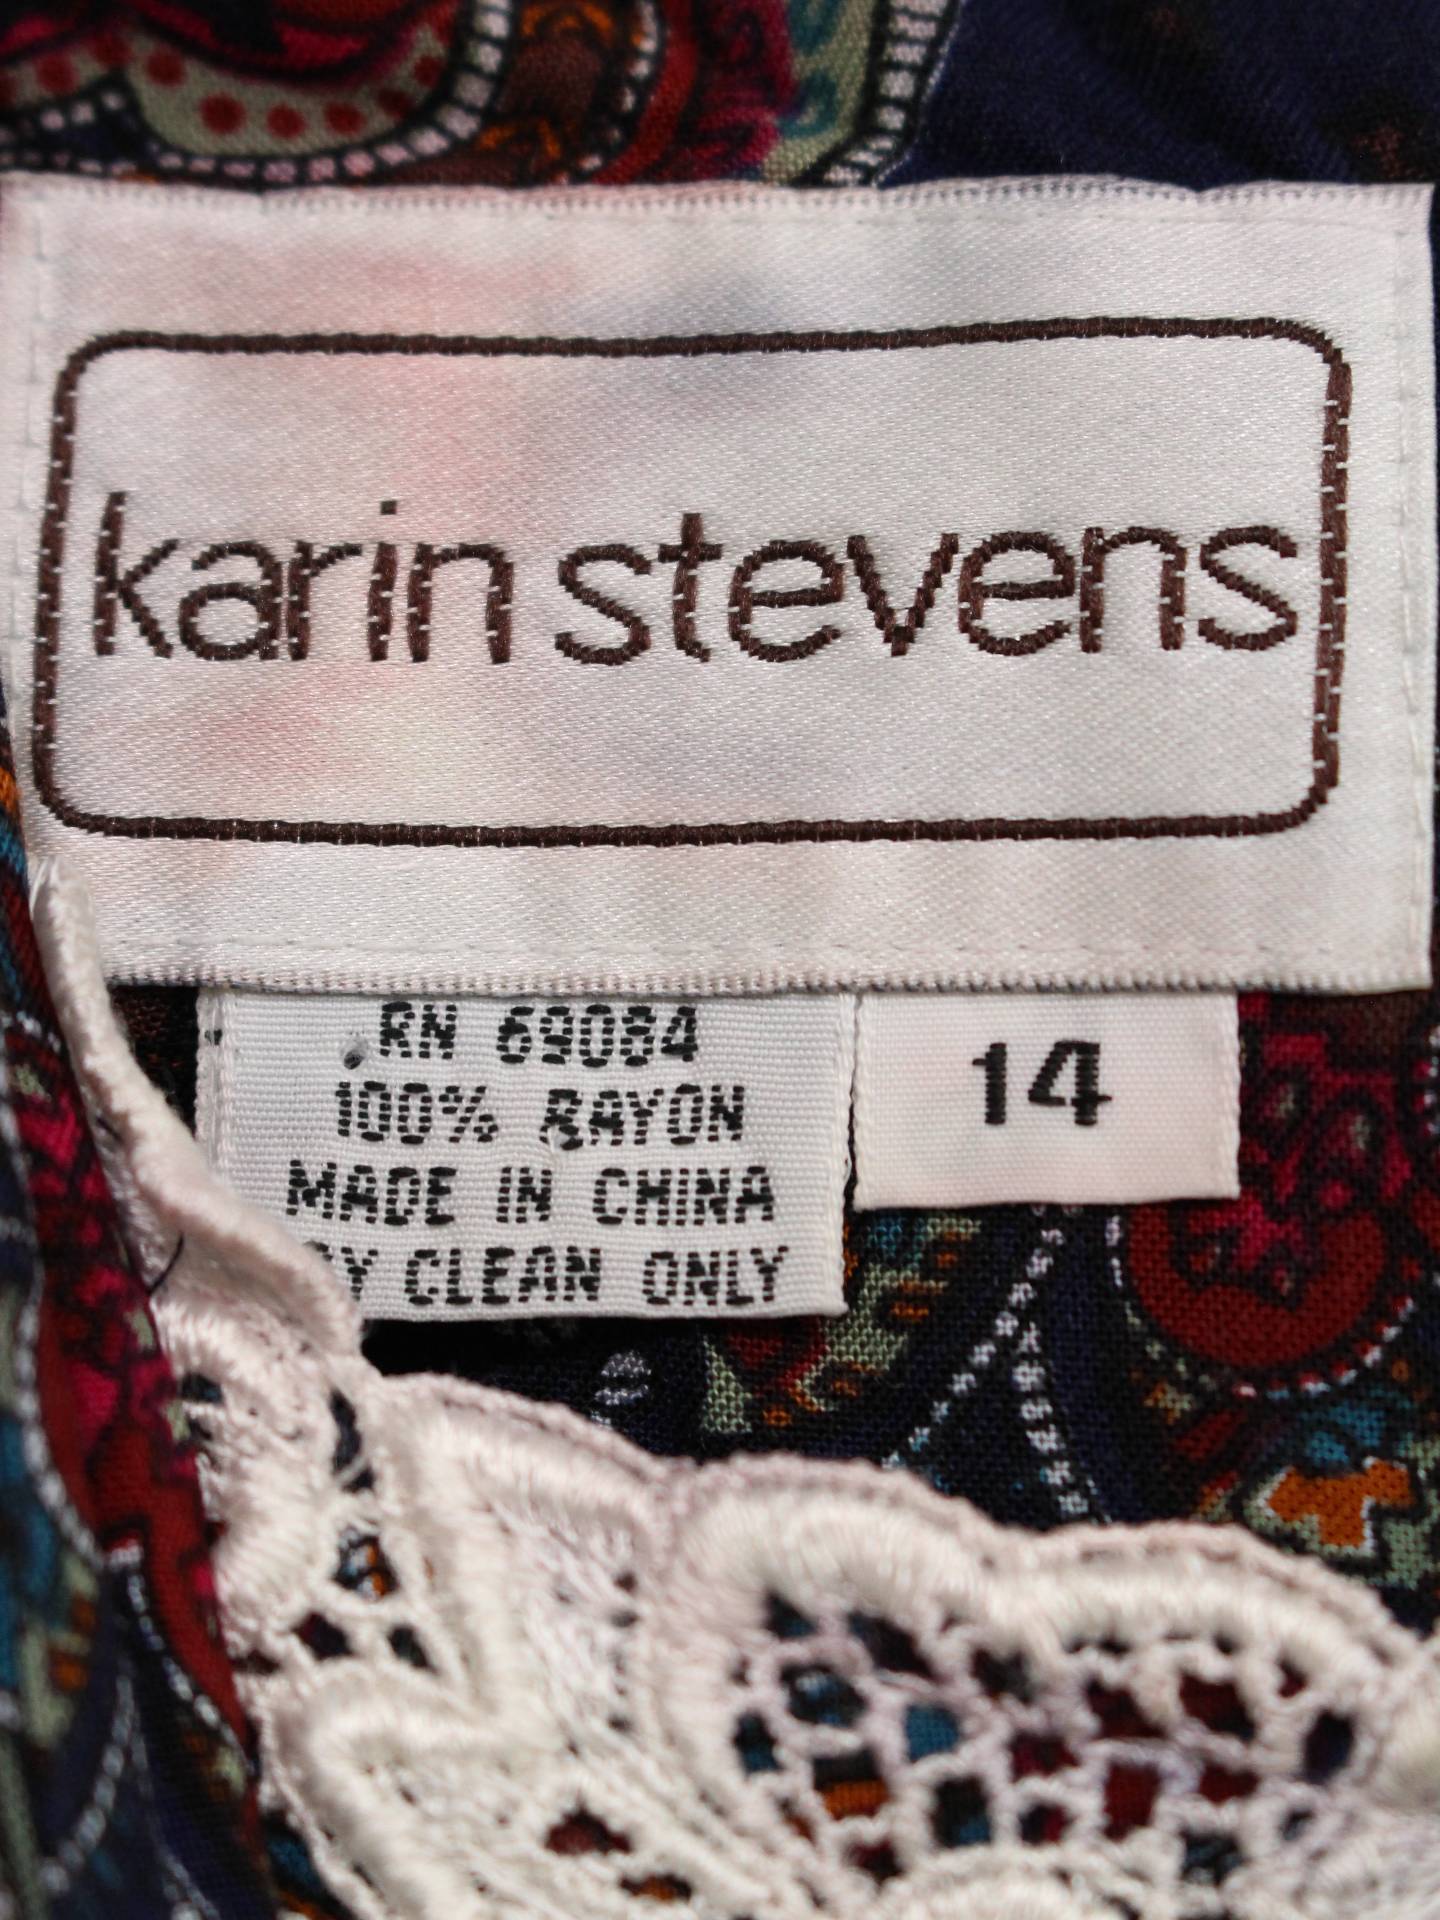 karin stevens
RN 69084
100% RAYON
MADE IN CHINA
CLEAN ONLY
14